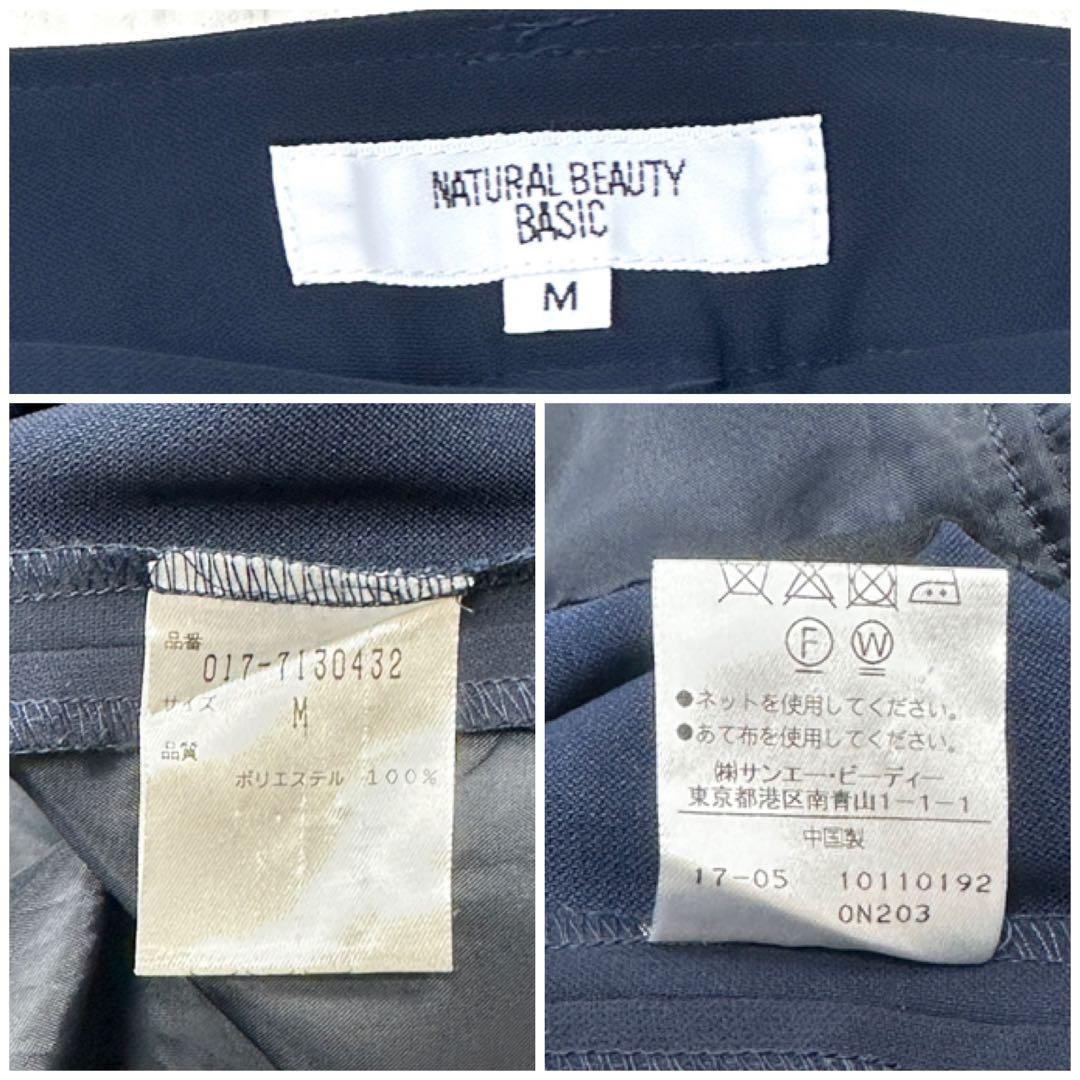 NATURAL BEAUTY
BASIC
M
品番
017-7130432
サイズ
M
品質
ポリエステル 100%
F W
●ネットを使用してください。
●あて布を使用してください。
㈱サンエー・ビーディー
東京都港区南青山1-1-1
中国製
17-05 10110192
0N203